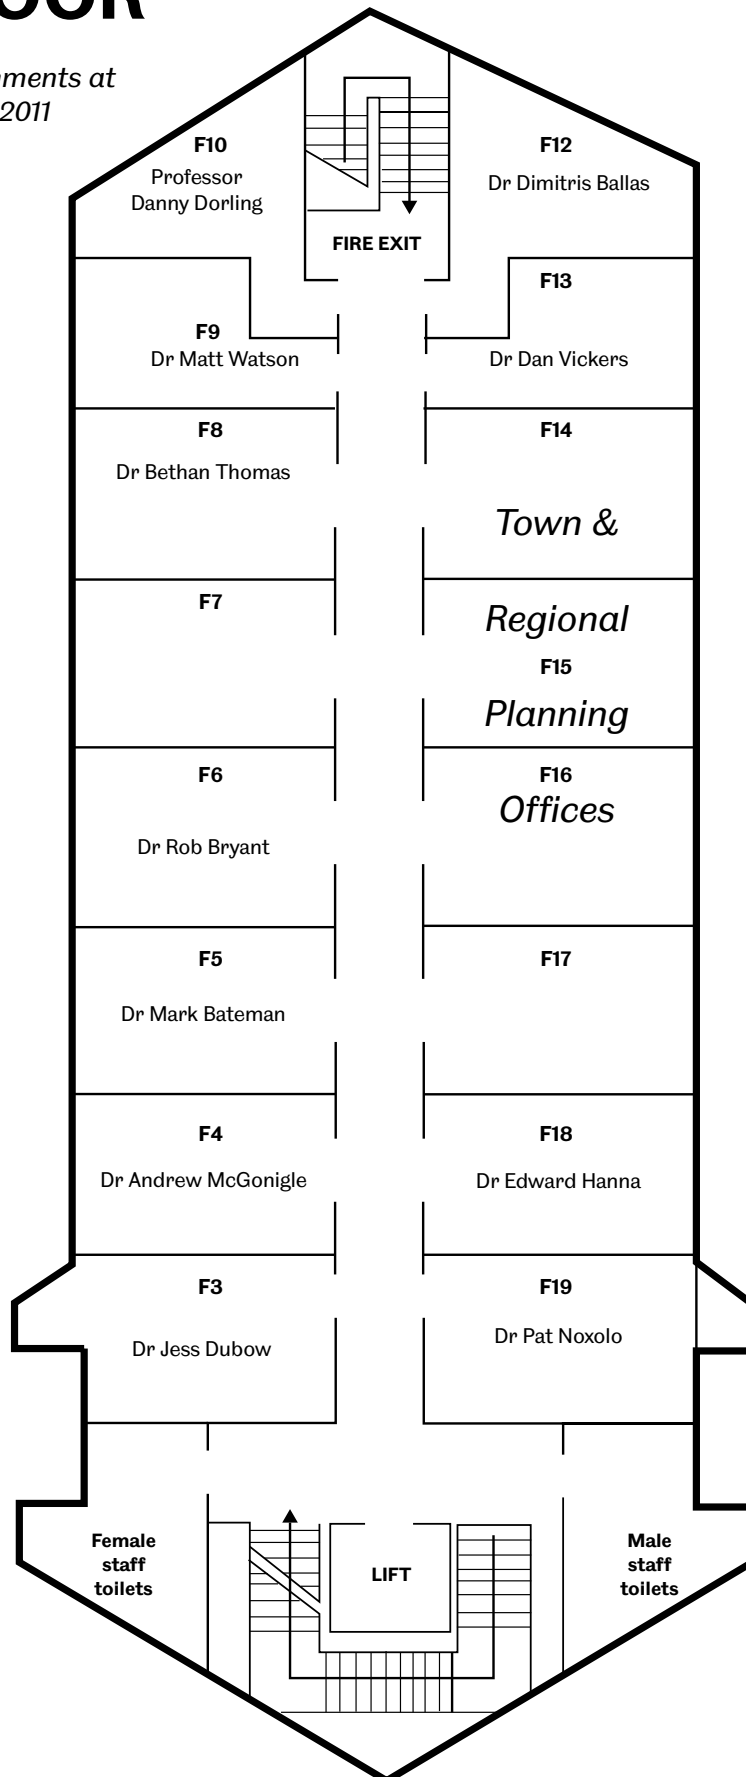 F10
Professor
Danny Dorling
F12
Dr Dimitris Ballas
FIRE EXIT
F9
Dr Matt Watson
F13
Dr Dan Vickers
F8
Dr Bethan Thomas
F14
Town &
F7
Regional
F15
Planning
F6
Dr Rob Bryant
F16
Offices
F5
Dr Mark Bateman
F17
F4
Dr Andrew McGonigle
F18
Dr Edward Hanna
F3
Dr Jess Dubow
F19
Dr Pat Noxolo
Female
staff
toilets
LIFT
Male
staff
toilets
at
2011